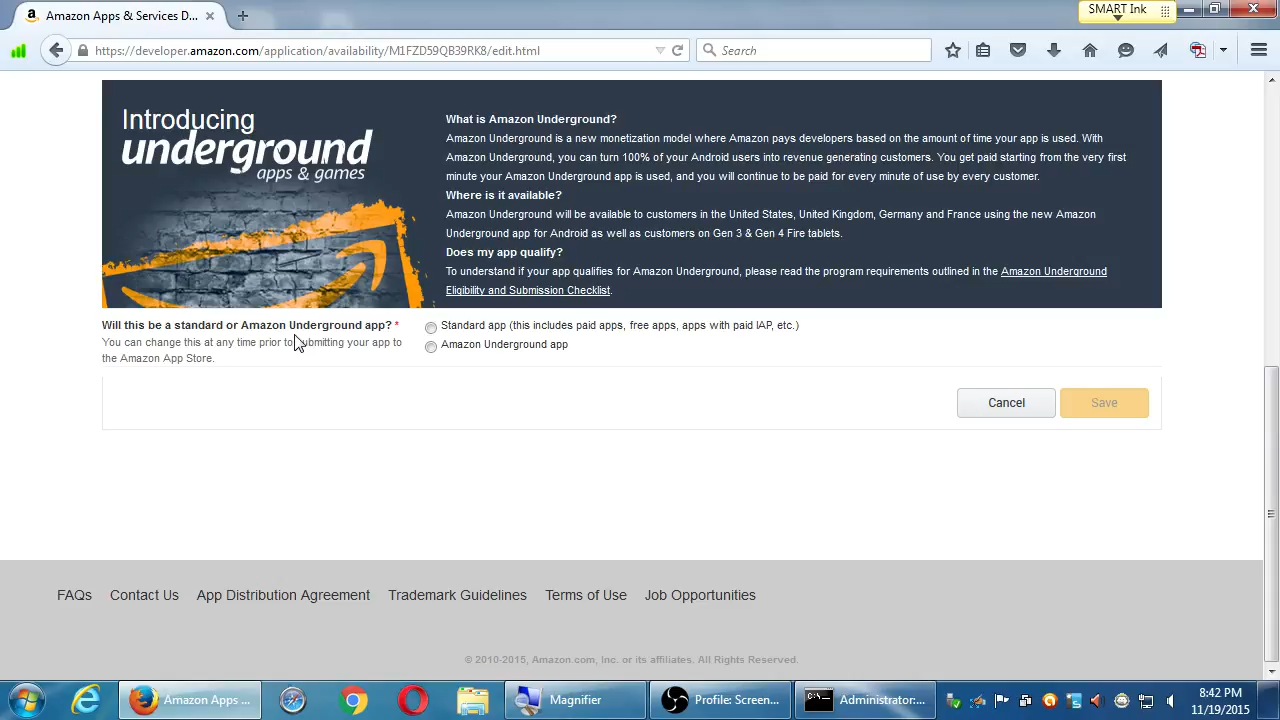 Amazon Apps & Services D...
SMART Ink
https://developer.amazon.com/application/availability/M1FZD59QB39RK8/edit.html
Search
Introducing
underground
apps & games
What is Amazon Underground?
Amazon Underground is a new monetization model where Amazon pays developers based on the amount of time your app is used. With
Amazon Underground, you can turn 100% of your Android users into revenue generating customers. You get paid starting from the very first
minute your Amazon Underground app is used, and you will continue to be paid for every minute of use by every customer.
Where is it available?
Amazon Underground will be available to customers in the United States, United Kingdom, Germany and France using the new Amazon
Underground app for Android as well as customers on Gen 3 & Gen 4 Fire tablets.
Does my app qualify?
To understand if your app qualifies for Amazon Underground, please read the program requirements outlined in the Amazon Underground
Eligibility and Submission Checklist.
Will this be a standard or Amazon Underground app? *
You can change this at any time prior to submitting your app to
the Amazon App Store.
Standard app (this includes paid apps, free apps, apps with paid IAP, etc.)
Amazon Underground app
Cancel
Save
FAQs
Contact Us
App Distribution Agreement
Trademark Guidelines
Terms of Use
Job Opportunities
© 2010-2015, Amazon.com, Inc. or its affiliates. All Rights Reserved.
Amazon Apps ...
Magnifier
Profile: Screen...
Administrator:...
8:42 PM
11/19/2015